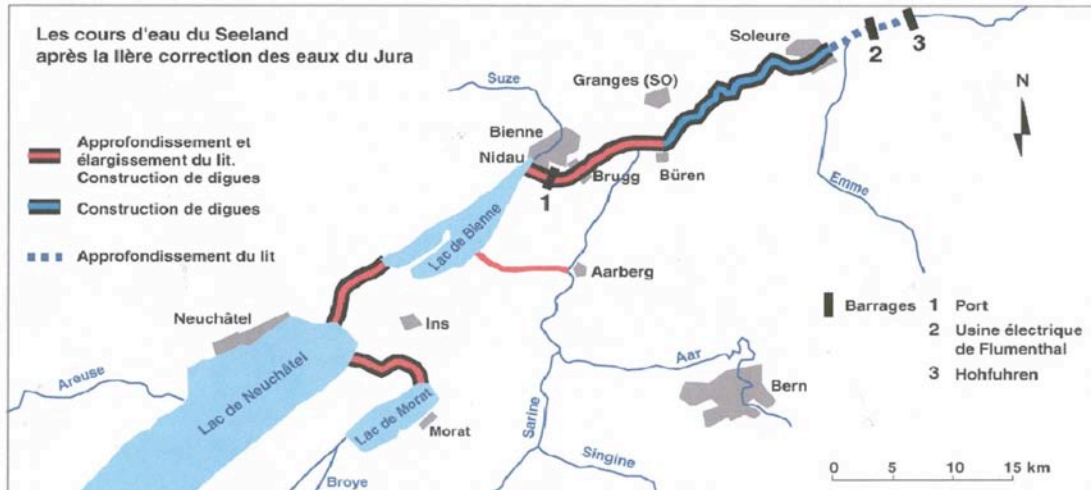 Les cours d'eau du Seeland
après la IIère correction des eaux du Jura
Approfondissement et
élargissement du lit.
Construction de digues
Construction de digues
Approfondissement du lit
Soleure
2
3
Granges (SO)
Suze
N
Bienne
Nidau
Brugg
Büren
1
Emme
Lac de Bienne
Aarberg
Neuchâtel
Ins
Barrages
1 Port
2 Usine électrique
de Flumenthal
3 Hohfuhren
Aar
Bern
Areuse
Lac de Neuchâtel
Lac de Morat
Morat
Sarine
Singine
Broye
0 5 10 15 km